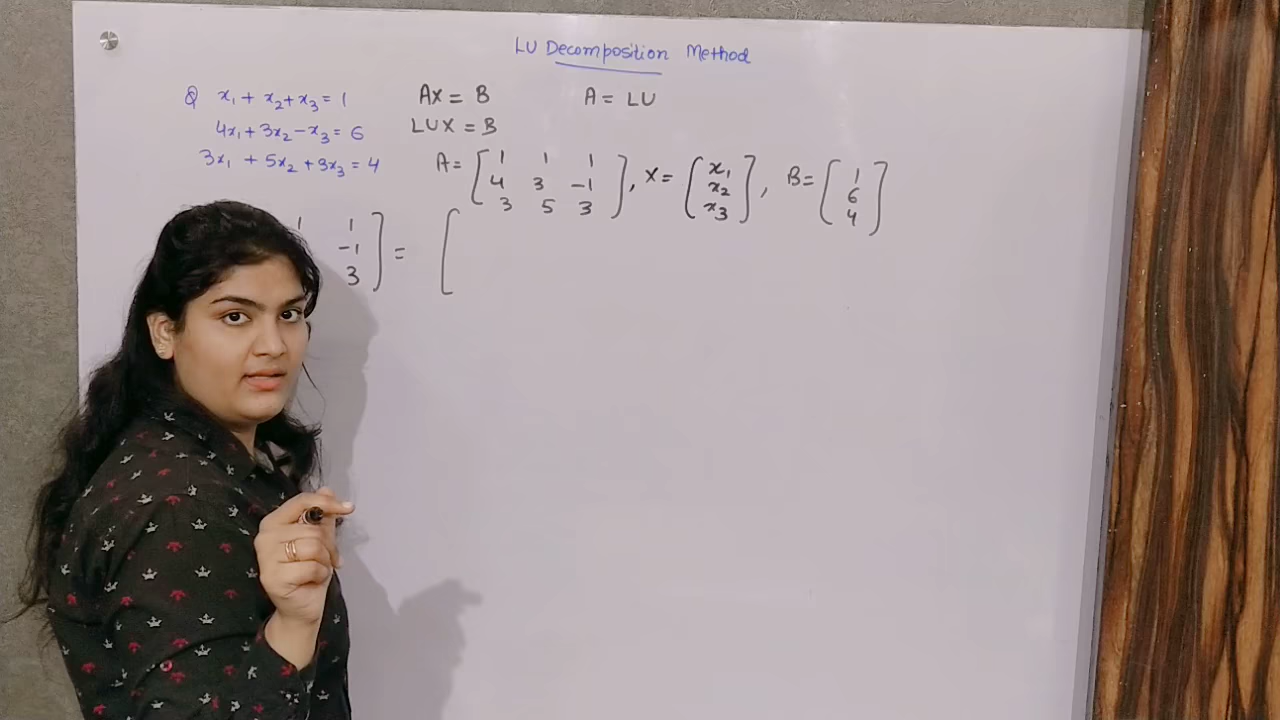 LU Decomposition Method
Q x₁ + x₂ + x₃ = 1 AX = B A = LU
4x₁ + 3x₂ - x₃ = 6 LUX = B
3x₁ + 5x₂ + 3x₃ = 4 A = [ 1 1 1 ], X = [ x₁ ], B = [ 1 ]
4 3 -1 x₂ 6
3 5 3 x₃ 4
1 1
-1 ] = [
3